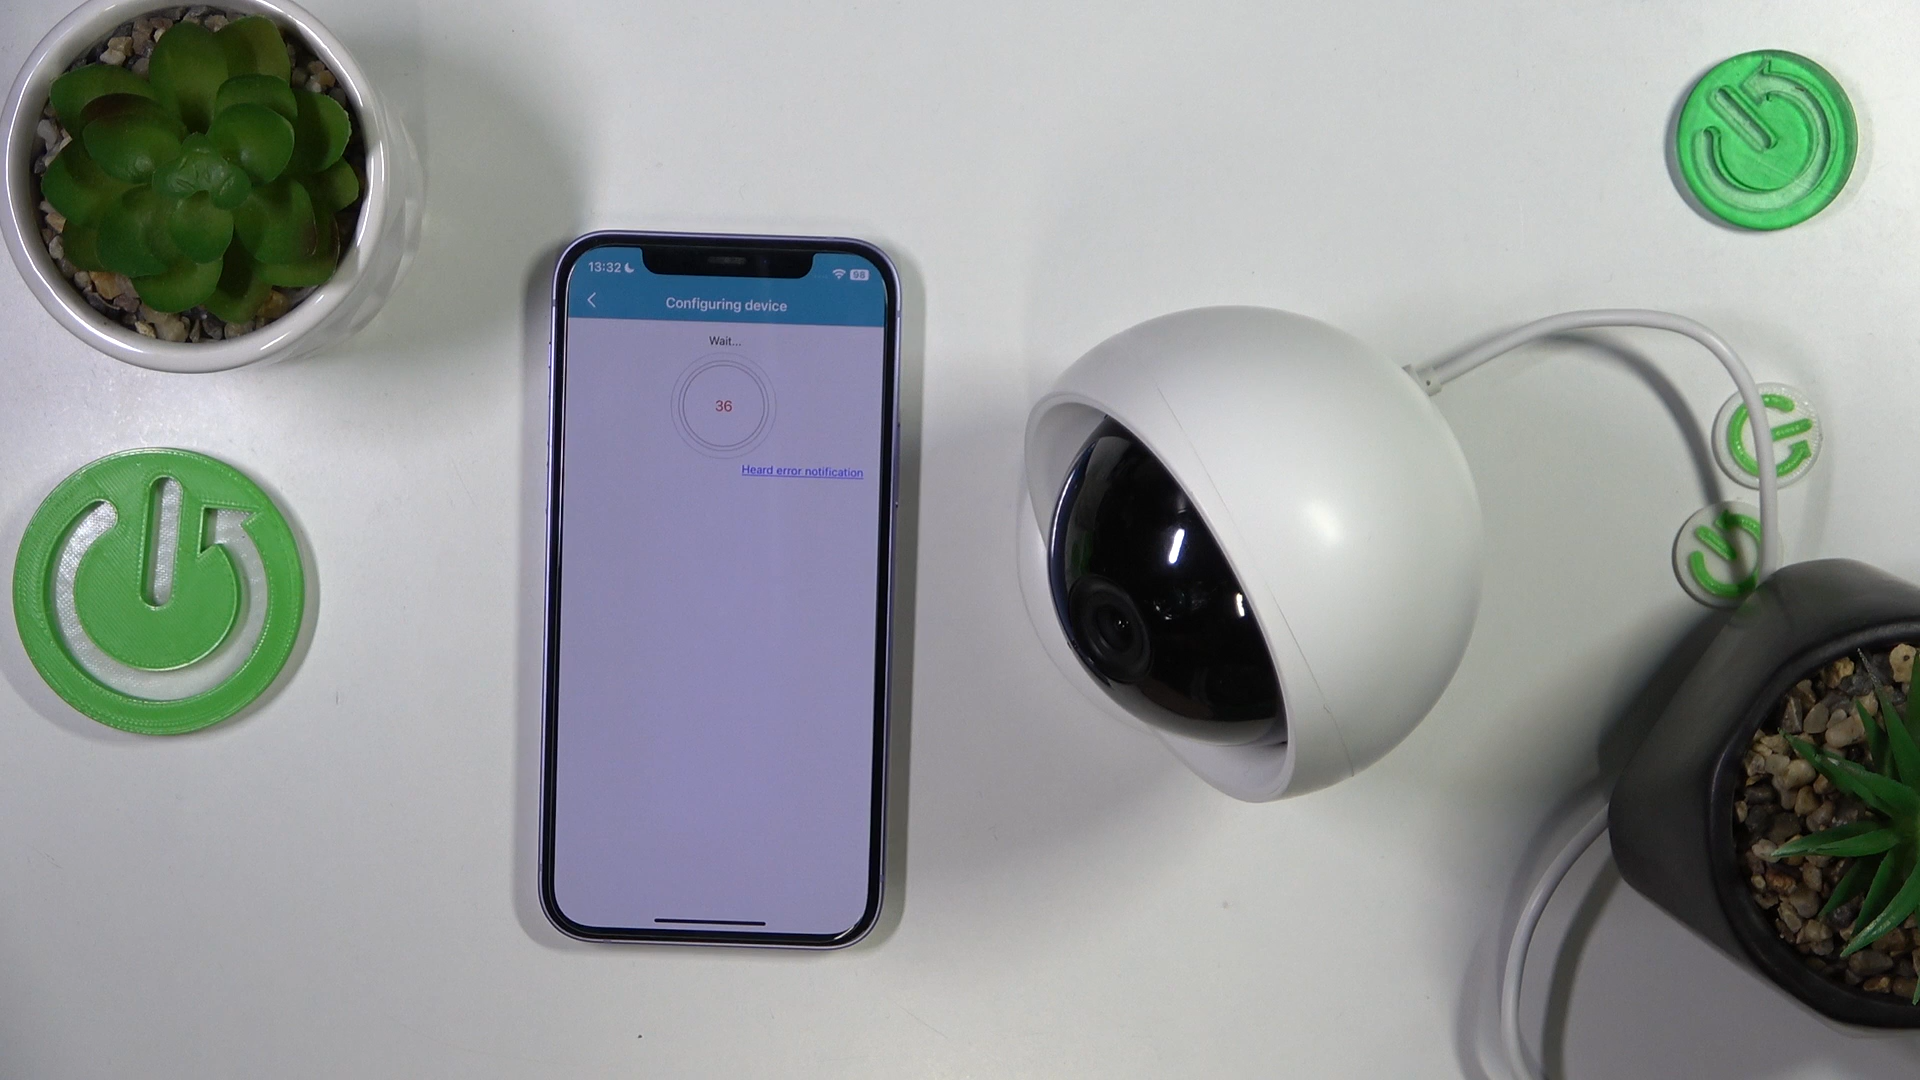 13:32
98
Configuring device
Wait...
36
Heard error notification